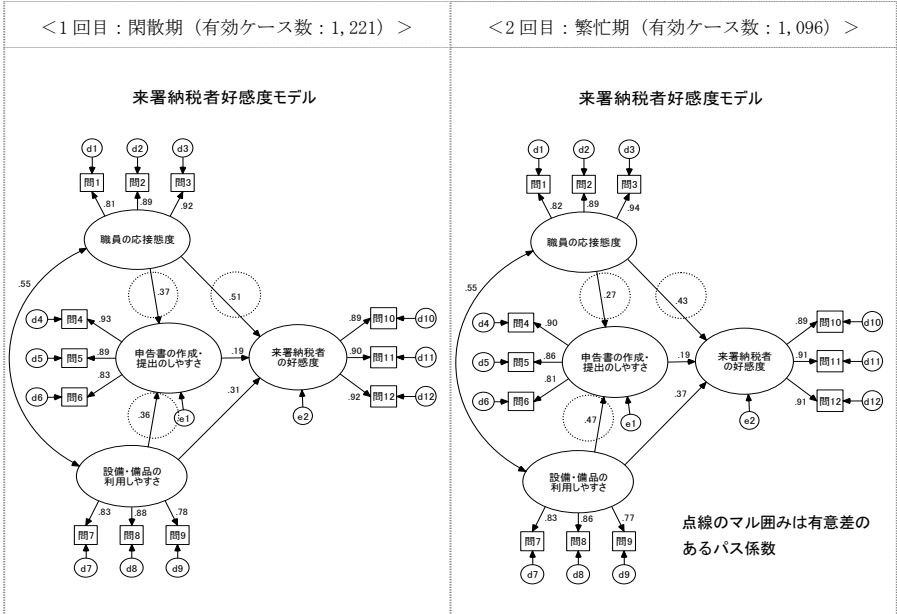 <1回目：閑散期（有効ケース数：1,221）>
来署納税者好感度モデル
d1 d2 d3
問1 問2 問3
.81 .89 .92
職員の応接態度
.55
.37 .51
d4 問4 .93
d5 問5 .89
d6 問6 .83
申告書の作成・
提出のしやすさ
.19
来署納税者
の好感度
.89 問10 d10
.90 問11 d11
.92 問12 d12
.31
.36
e1
e2
設備・備品の
利用しやすさ
.83 .88 .78
問7 問8 問9
d7 d8 d9
<2回目：繁忙期（有効ケース数：1,096）>
来署納税者好感度モデル
d1 d2 d3
問1 問2 問3
.82 .89 .94
職員の応接態度
.55
.27 .43
d4 問4 .90
d5 問5 .86
d6 問6 .81
申告書の作成・
提出のしやすさ
.19
来署納税者
の好感度
.89 問10 d10
.91 問11 d11
.91 問12 d12
.37
.47
e1
e2
設備・備品の
利用しやすさ
.83 .86 .77
問7 問8 問9
d7 d8 d9
点線のマル囲みは有意差の
あるパス係数